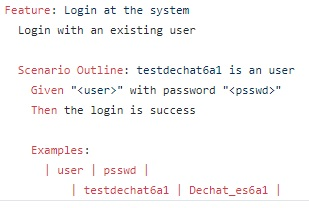 Feature: Login at the system
Login with an existing user
Scenario Outline: testdechat6a1 is an user
Given "<user>" with password "<psswd>"
Then the login is success
Examples:
| user | psswd |
| testdechat6a1 | Dechat_es6a1 |